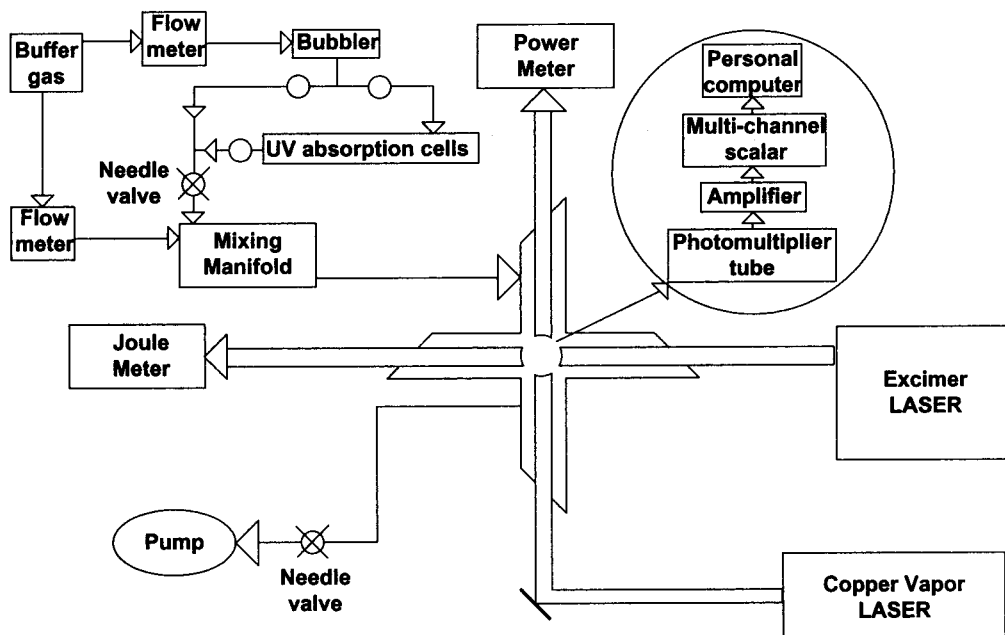 Buffer
gas
Flow
meter
Bubbler
UV absorption cells
Needle
valve
Flow
meter
Mixing
Manifold
Power
Meter
Personal
computer
Multi-channel
scalar
Amplifier
Photomultiplier
tube
Joule
Meter
Excimer
LASER
Pump
Needle
valve
Copper Vapor
LASER